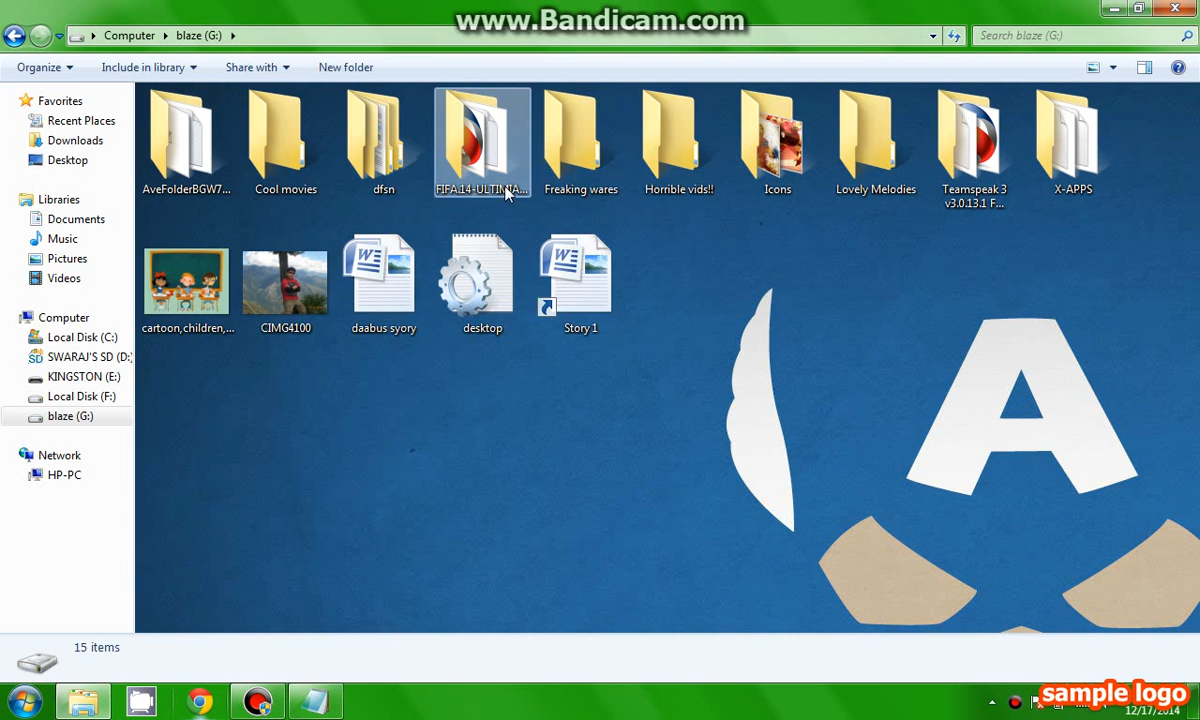 www.Bandicam.com
Computer
blaze (G:)
Search blaze (G:)
Organize
Include in library
Share with
New folder
Favorites
Recent Places
Downloads
Desktop
Libraries
Documents
Music
Pictures
Videos
Computer
Local Disk (C:)
SWARAJ'S SD (D:
KINGSTON (E:)
Local Disk (F:)
blaze (G:)
Network
HP-PC
AveFolderBGW7...
Cool movies
dfsn
FIFA.14-ULTIMA...
Freaking wares
Horrible vids!!
Icons
Lovely Melodies
Teamspeak 3
v3.0.13.1 F...
X-APPS
cartoon,children,...
CIMG4100
daabus syory
desktop
Story 1
A
15 items
sample logo
12/17/2014